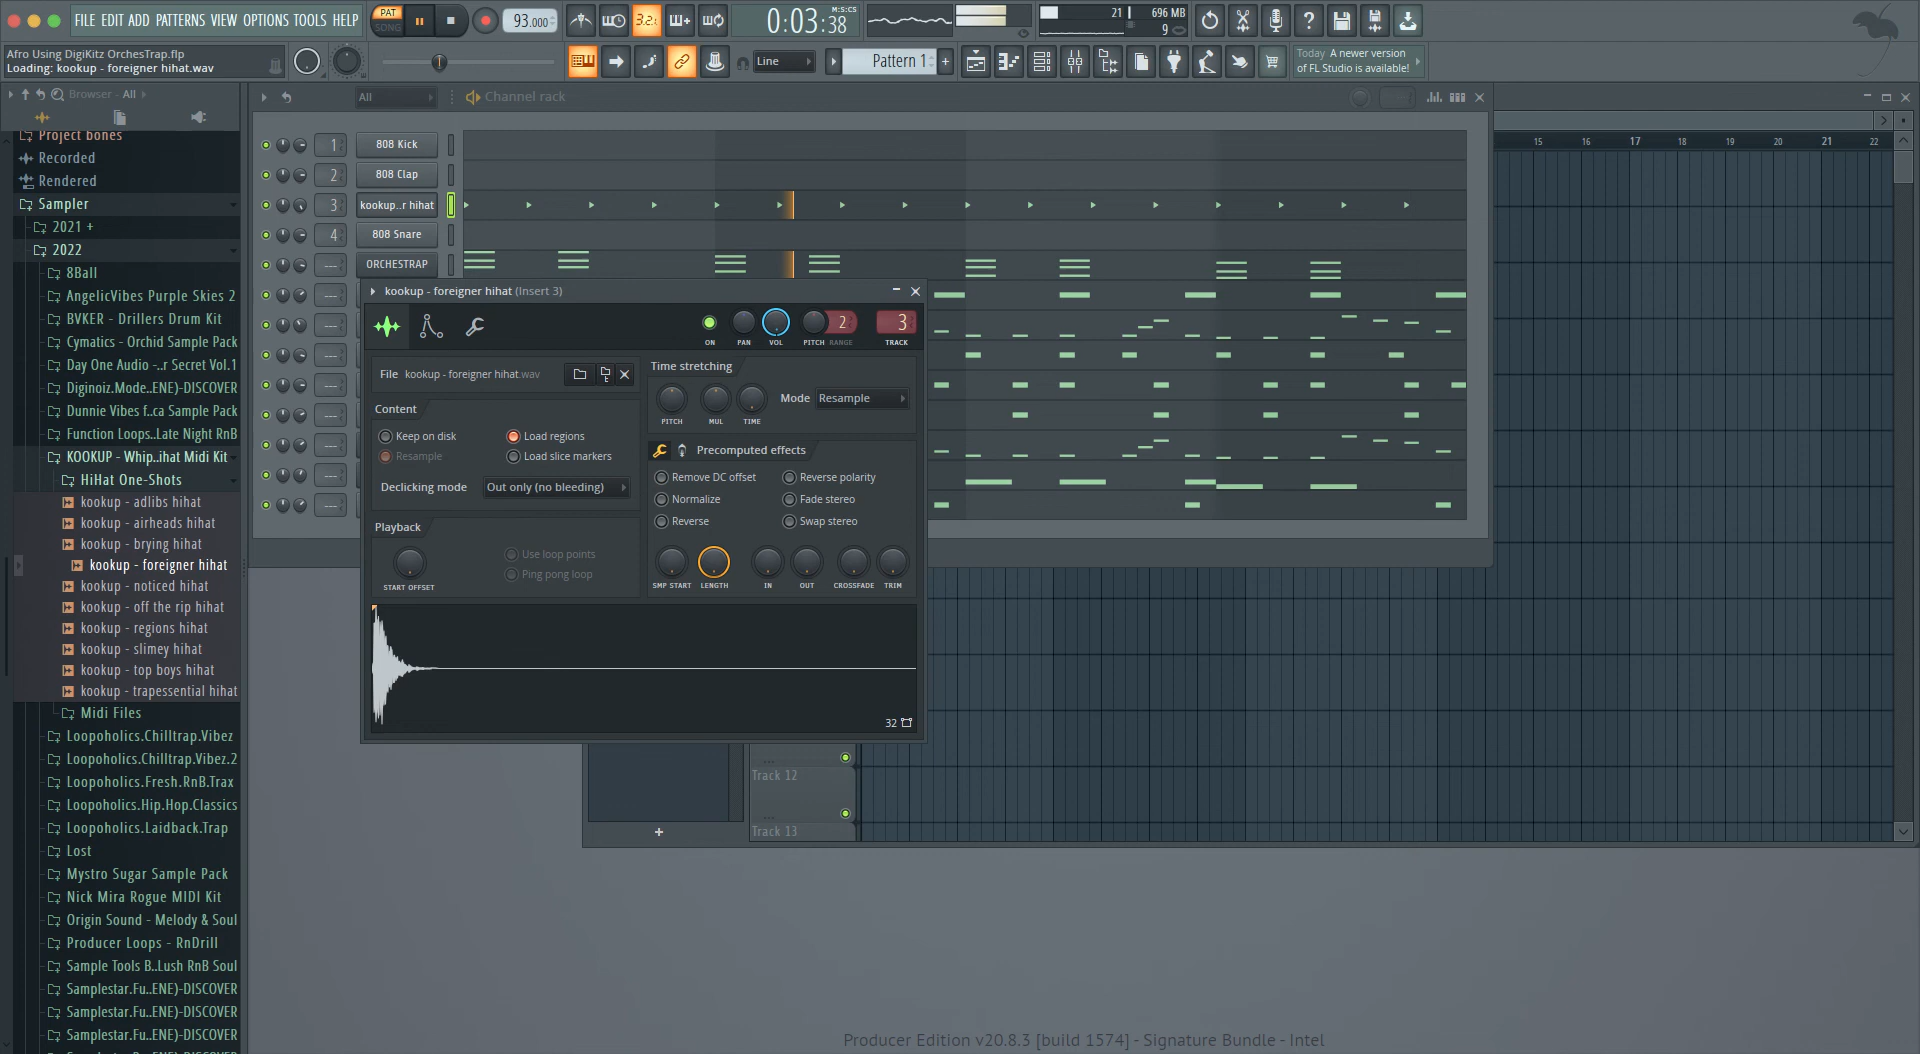 FILE EDIT ADD PATTERNS VIEW OPTIONS TOOLS HELP
PAT
SONG
93.000
3.2.
0:03:38
M:S:CS
21
696 MB
9
Afro Using DigiKitz OrchesTrap.flp
Loading: kookup - foreigner hihat.wav
Line
Pattern 1
+
Today A newer version
of FL Studio is available!
Browser - All
All
Channel rack
Project bones
Recorded
Rendered
Sampler
2021 +
2022
8Ball
AngelicVibes Purple Skies 2
BVKER - Drillers Drum Kit
Cymatics - Orchid Sample Pack
Day One Audio -..r Secret Vol.1
Diginoiz.Mode..ENE)-DISCOVER
Dunnie Vibes f..ca Sample Pack
Function Loops..Late Night RnB
KOOKUP - Whip..ihat Midi Kit
HiHat One-Shots
kookup - adlibs hihat
kookup - airheads hihat
kookup - brying hihat
kookup - foreigner hihat
kookup - noticed hihat
kookup - off the rip hihat
kookup - regions hihat
kookup - slimey hihat
kookup - top boys hihat
kookup - trapessential hihat
Midi Files
Loopoholics.Chilltrap.Vibez
Loopoholics.Chilltrap.Vibez.2
Loopoholics.Fresh.RnB.Trax
Loopoholics.Hip.Hop.Classics
Loopoholics.Laidback.Trap
Lost
Mystro Sugar Sample Pack
Nick Mira Rogue MIDI Kit
Origin Sound - Melody & Soul
Producer Loops - RnDrill
Sample Tools B..Lush RnB Soul
Samplestar.Fu..ENE)-DISCOVER
Samplestar.Fu..ENE)-DISCOVER
Samplestar.Fu..ENE)-DISCOVER
1 808 Kick
2 808 Clap
3 kookup..r hihat
4 808 Snare
--- ORCHESTRAP
---
---
---
---
---
---
---
---
15 16 17 18 19 20 21 22
kookup - foreigner hihat (Insert 3)
2
3
ON PAN VOL PITCH RANGE TRACK
File kookup - foreigner hihat.wav
Content
Keep on disk
Load regions
Resample
Load slice markers
Declicking mode
Out only (no bleeding)
Playback
START OFFSET
Use loop points
Ping pong loop
Time stretching
PITCH MUL TIME
Mode Resample
Precomputed effects
Remove DC offset
Reverse polarity
Normalize
Fade stereo
Reverse
Swap stereo
SMP START LENGTH IN OUT CROSSFADE TRIM
32
...
Track 12
...
Track 13
+
Producer Edition v20.8.3 [build 1574] - Signature Bundle - Intel